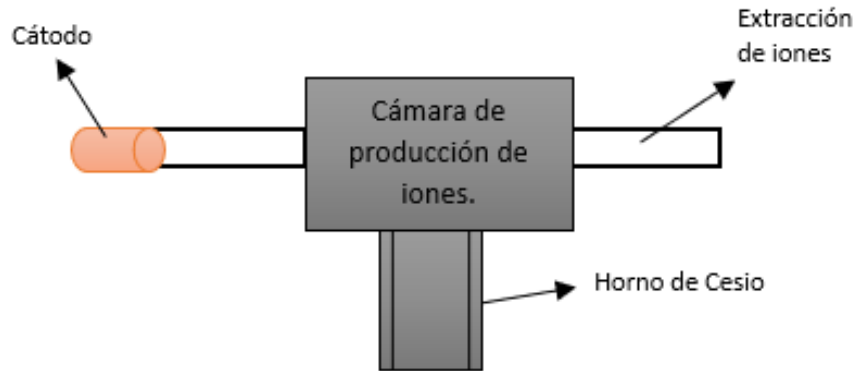 Cátodo
Extracción
de iones
Cámara de
producción de
iones.
Horno de Cesio